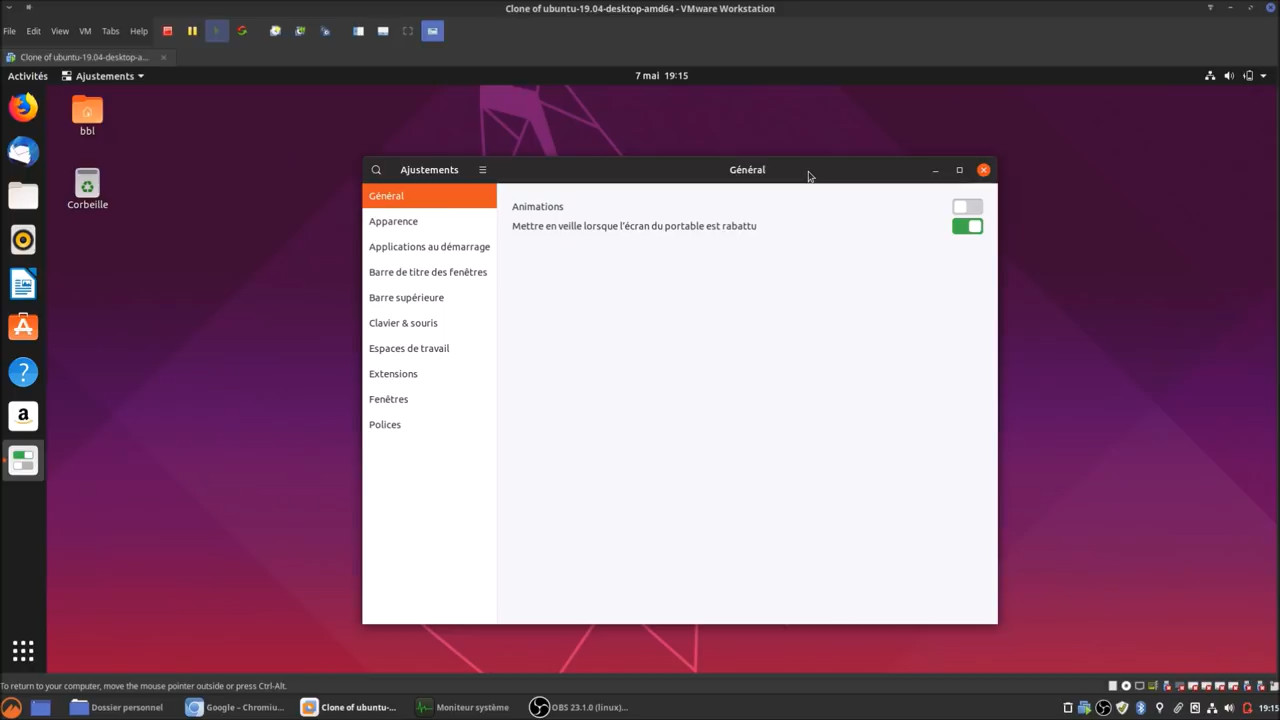 Clone of ubuntu-19.04-desktop-amd64 - VMware Workstation
File Edit View VM Tabs Help
Clone of ubuntu-19.04-desktop-a...
Activités Ajustements 7 mai 19:15
bbl
Corbeille
Ajustements Général
Général
Apparence
Applications au démarrage
Barre de titre des fenêtres
Barre supérieure
Clavier & souris
Espaces de travail
Extensions
Fenêtres
Polices
Animations
Mettre en veille lorsque l'écran du portable est rabattu
To return to your computer, move the mouse pointer outside or press Ctrl-Alt.
Dossier personnel Google – Chromiu... Clone of ubuntu-... Moniteur système OBS 23.1.0 (linux)... 19:15